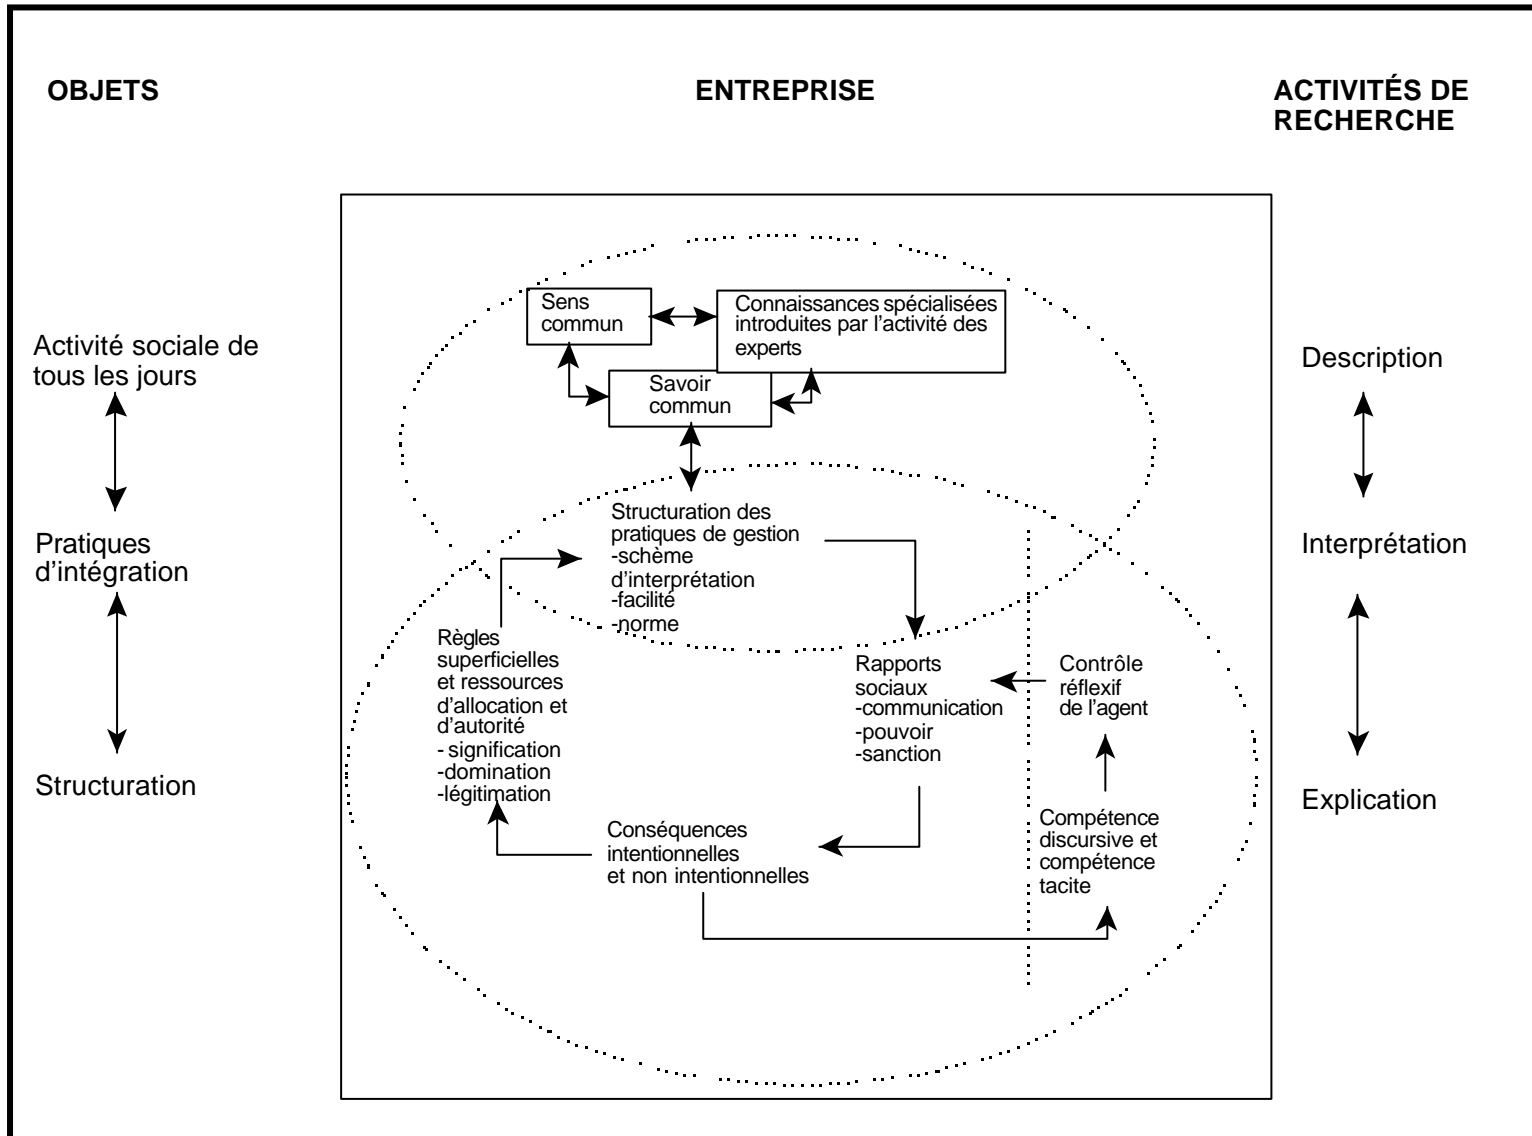 OBJETS
ENTREPRISE
ACTIVITÉS DE
RECHERCHE
Sens
commun
Connaissances spécialisées
introduites par l'activité des
experts
Savoir
commun
Activité sociale de
tous les jours
Description
Structuration des
pratiques de gestion
-schème
d'interprétation
-facilité
-norme
Pratiques
d'intégration
Interprétation
Règles
superficielles
et ressources
d'allocation et
d'autorité
- signification
-domination
-légitimation
Rapports
sociaux
-communication
-pouvoir
-sanction
Contrôle
réflexif
de l'agent
Structuration
Explication
Conséquences
intentionnelles
et non intentionnelles
Compétence
discursive et
compétence
tacite